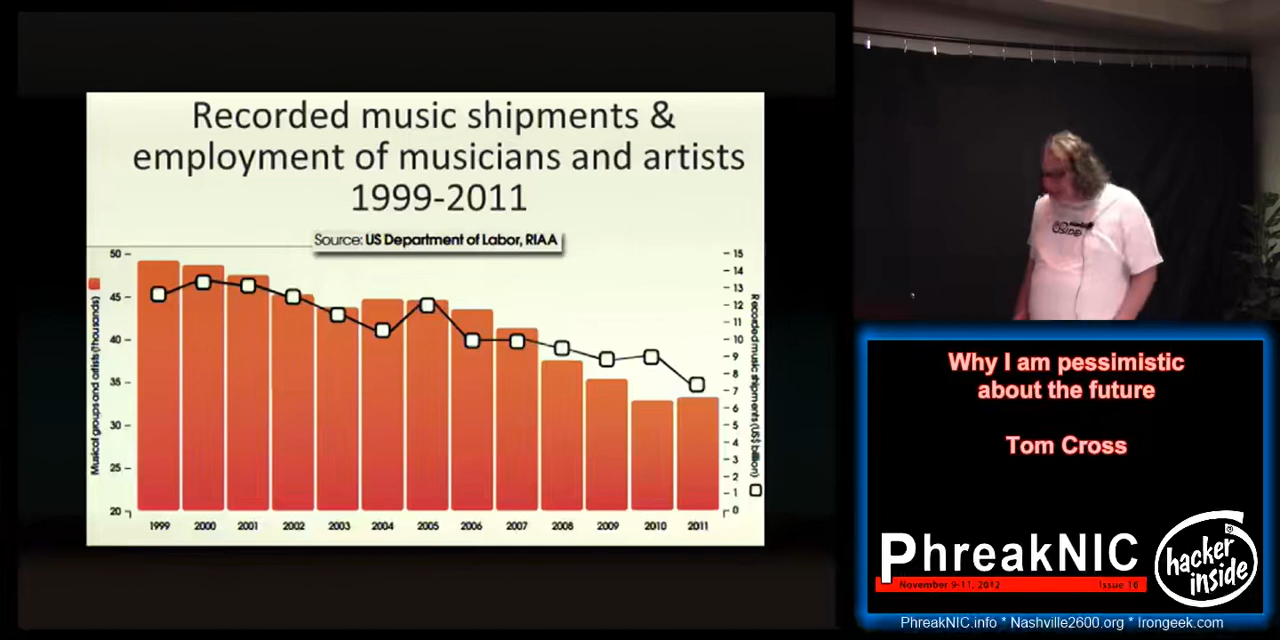 Recorded music shipments &
employment of musicians and artists
1999-2011
Source: US Department of Labor, RIAA
Musical groups and artists (thousands)
50
45
40
35
30
25
20
15
14
13
12
11
10
9
8
7
6
5
4
3
2
1
0
Recorded music shipments (US$ billion)
1999 2000 2001 2002 2003 2004 2005 2006 2007 2008 2009 2010 2011
Why I am pessimistic
about the future
Tom Cross
PhreakNIC
November 9-11, 2012 Issue 16
hacker
inside
PhreakNIC.info * Nashville2600.org * Irongeek.com